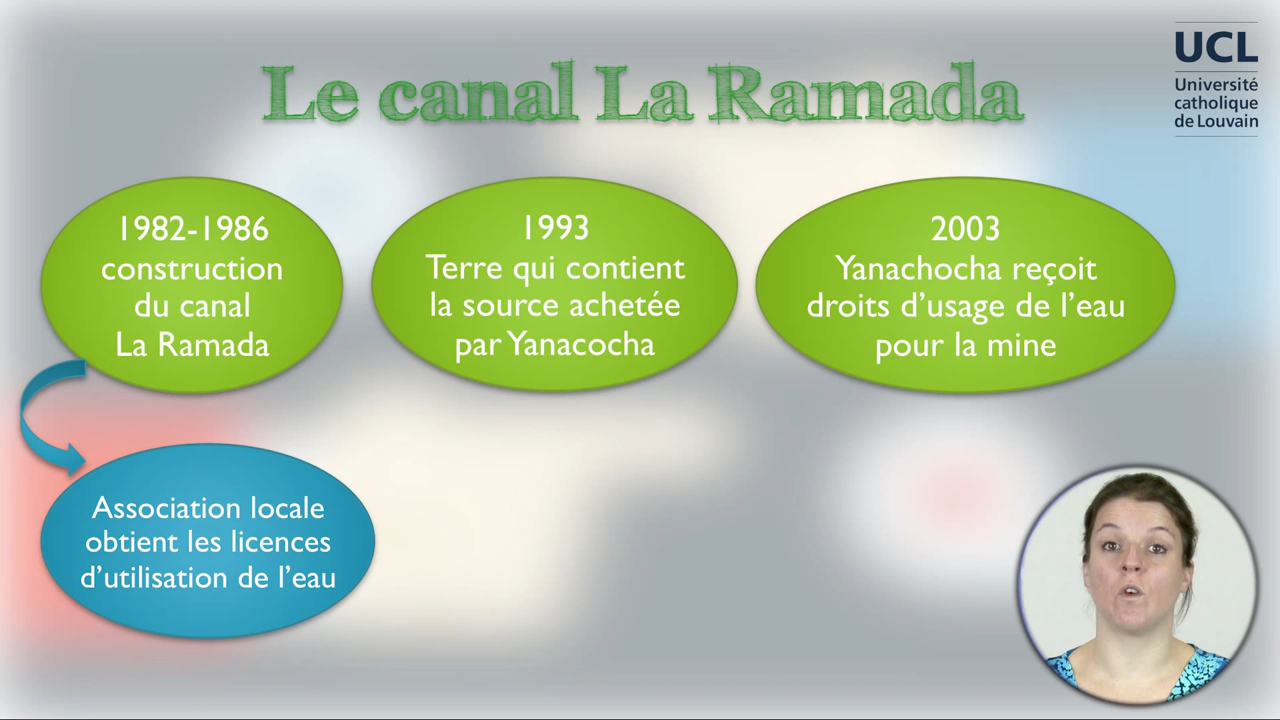 Le canal La Ramada
UCL
Université
catholique
de Louvain
1982-1986
construction
du canal
La Ramada
1993
Terre qui contient
la source achetée
par Yanacocha
2003
Yanachocha reçoit
droits d’usage de l’eau
pour la mine
Association locale
obtient les licences
d’utilisation de l’eau